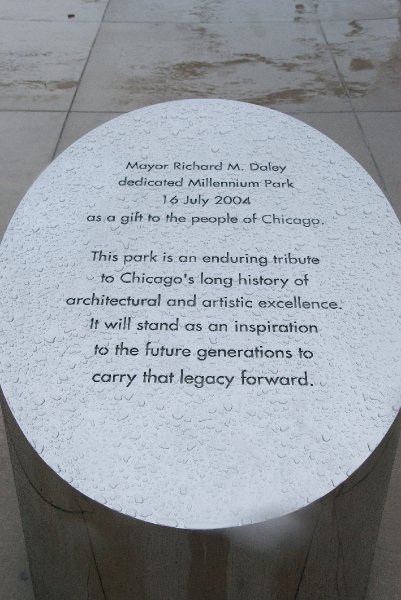 Mayor Richard M. Daley
dedicated Millennium Park
16 July 2004
as a gift to the people of Chicago.
This park is an enduring tribute
to Chicago's long history of
architectural and artistic excellence.
It will stand as an inspiration
to the future generations to
carry that legacy forward.